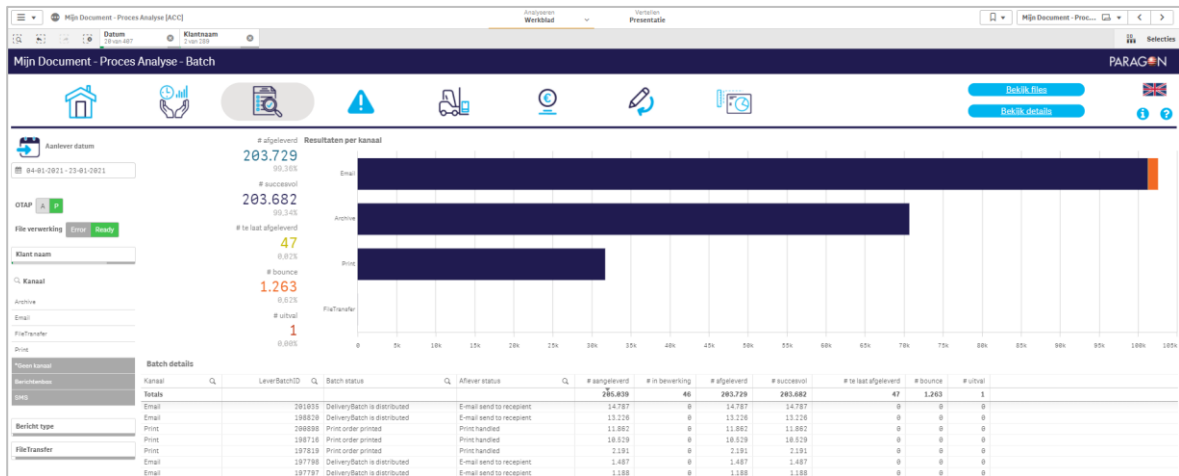 Mijn Document - Proces Analyse [ACC]
Analyseren
Werkblad
Vertellen
Presentatie
Mijn Document - Proc...
Datum
20 van 407
Klantnaam
2 van 209
Selecties
Mijn Document - Proces Analyse - Batch
PARAGON
Bekijk files
Bekijk details
Aanlever datum
04-01-2021 - 23-01-2021
OTAP A P
File verwerking Error Ready
Klant naam
Kanaal
Archive
Email
FileTransfer
Print
*Geen kanaal
Berichtenbox
SMS
Bericht type
FileTransfer
# afgeleverd
203.729
99,36%
# succesvol
203.682
99,34%
# te laat afgeleverd
47
0,02%
# bounce
1.263
0,62%
# uitval
1
0,00%
Resultaten per kanaal
Email
Archive
Print
FileTransfer
0 5k 10k 15k 20k 25k 30k 35k 40k 45k 50k 55k 60k 65k 70k 75k 80k 85k 90k 95k 100k 105k
Batch details
Kanaal LeverBatchID Batch status Aflever status # aangeleverd # in bewerking # afgeleverd # succesvol # te laat afgeleverd # bounce # uitval
Totals 205.039 46 203.729 203.682 47 1.263 1
Email 201035 DeliveryBatch is distributed E-mail send to recepient 14.787 0 14.787 14.787 0 0 0
Email 198820 DeliveryBatch is distributed E-mail send to recepient 13.226 0 13.226 13.226 0 0 0
Print 200898 Print order printed Print handled 11.862 0 11.862 11.862 0 0 0
Print 198716 Print order printed Print handled 10.529 0 10.529 10.529 0 0 0
Print 197819 Print order printed Print handled 2.191 0 2.191 2.191 0 0 0
Email 197798 DeliveryBatch is distributed E-mail send to recepient 1.487 0 1.487 1.487 0 0 0
Email 197797 DeliveryBatch is distributed E-mail send to recepient 1.188 0 1.188 1.188 0 0 0